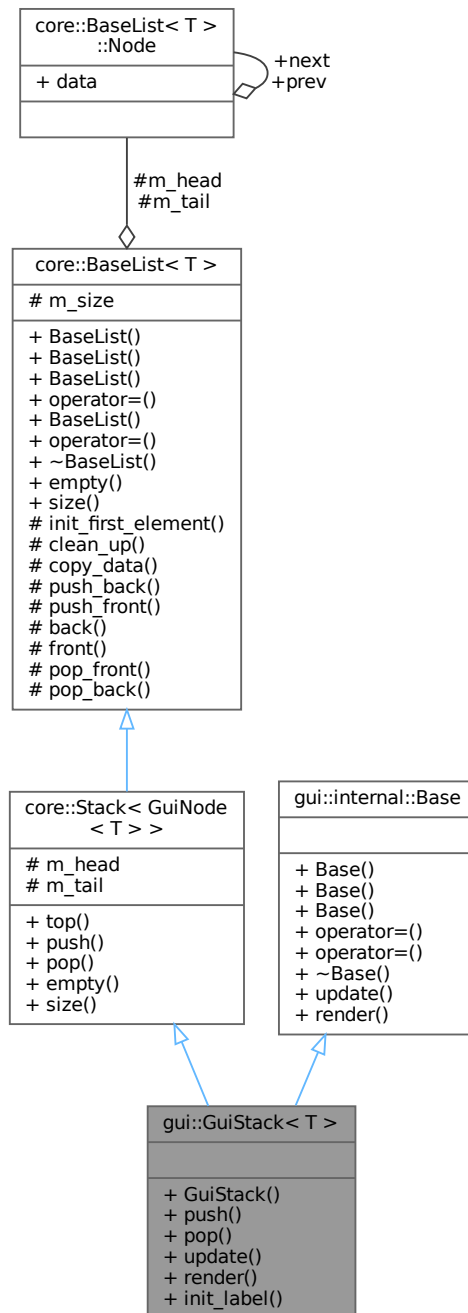 core::BaseList< T >
::Node
+ data
+next
+prev
#m_head
#m_tail
core::BaseList< T >
# m_size
+ BaseList()
+ BaseList()
+ BaseList()
+ operator=()
+ BaseList()
+ operator=()
+ ~BaseList()
+ empty()
+ size()
# init_first_element()
# clean_up()
# copy_data()
# push_back()
# push_front()
# back()
# front()
# pop_front()
# pop_back()
core::Stack< GuiNode
< T > >
# m_head
# m_tail
+ top()
+ push()
+ pop()
+ empty()
+ size()
gui::internal::Base
+ Base()
+ Base()
+ Base()
+ operator=()
+ operator=()
+ ~Base()
+ update()
+ render()
gui::GuiStack< T >
+ GuiStack()
+ push()
+ pop()
+ update()
+ render()
+ init_label()